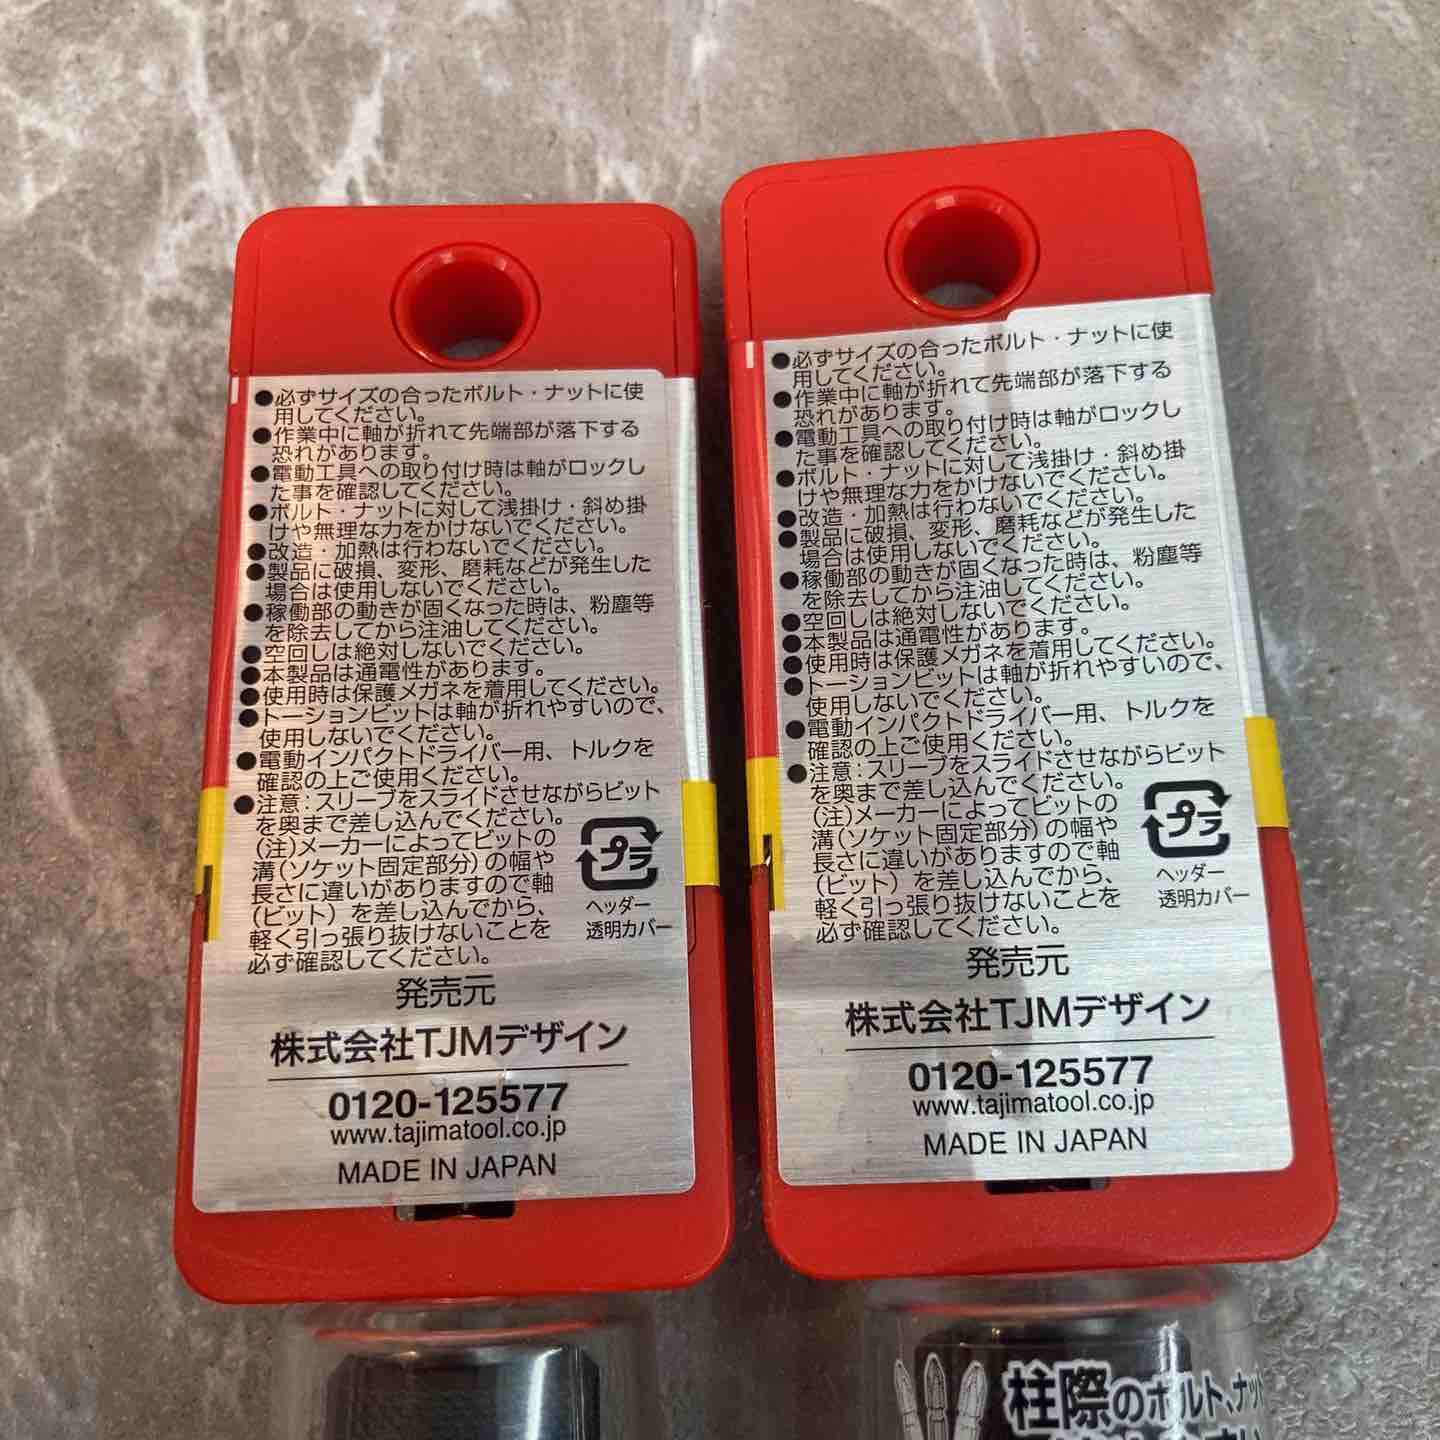 ●必ずサイズの合ったボルト・ナットに使
用してください。
●作業中に軸が折れて先端部が落下する
恐れがあります。
●電動工具への取り付け時は軸がロックし
た事を確認してください。
●ボルト・ナットに対して浅掛け・斜め掛
けや無理な力をかけないでください。
●改造・加熱は行わないでください。
●製品に破損、変形、磨耗などが発生した
場合は使用しないでください。
●稼働部の動きが固くなった時は、粉塵等
を除去してから注油してください。
●空回しは絶対しないでください。
●本製品は通電性があります。
●使用時は保護メガネを着用してください。
●トーションビットは軸が折れやすいので、
使用しないでください。
●電動インパクトドライバー用、トルクを
確認の上ご使用ください。
●注意：スリーブをスライドさせながらビット
を奥まで差し込んでください。
(注)メーカーによってビットの
溝(ソケット固定部分)の幅や
長さに違いがありますので軸
(ビット)を差し込んでから、
軽く引っ張り抜けないことを
必ず確認してください。
プラ
ヘッダー
透明カバー
発売元
株式会社TJMデザイン
0120-125577
www.tajimatool.co.jp
MADE IN JAPAN
●必ずサイズの合ったボルト・ナットに使
用してください。
●作業中に軸が折れて先端部が落下する
恐れがあります。
●電動工具への取り付け時は軸がロックし
た事を確認してください。
●ボルト・ナットに対して浅掛け・斜め掛
けや無理な力をかけないでください。
●改造・加熱は行わないでください。
●製品に破損、変形、磨耗などが発生した
場合は使用しないでください。
●稼働部の動きが固くなった時は、粉塵等
を除去してから注油してください。
●空回しは絶対しないでください。
●本製品は通電性があります。
●使用時は保護メガネを着用してください。
●トーションビットは軸が折れやすいので、
使用しないでください。
●電動インパクトドライバー用、トルクを
確認の上ご使用ください。
●注意：スリーブをスライドさせながらビット
を奥まで差し込んでください。
(注)メーカーによってビットの
溝(ソケット固定部分)の幅や
長さに違いがありますので軸
(ビット)を差し込んでから、
軽く引っ張り抜けないことを
必ず確認してください。
プラ
ヘッダー
透明カバー
発売元
株式会社TJMデザイン
0120-125577
www.tajimatool.co.jp
MADE IN JAPAN
柱際のボルト、ナッ